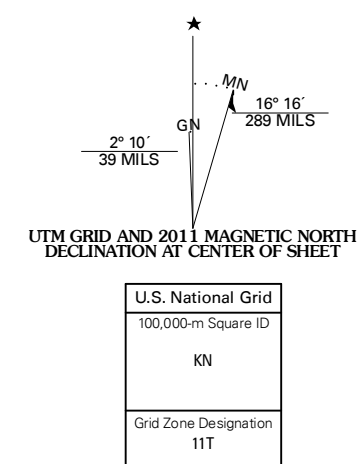 ★
MN
16° 16´
289 MILS
GN
2° 10´
39 MILS
UTM GRID AND 2011 MAGNETIC NORTH
DECLINATION AT CENTER OF SHEET
U.S. National Grid
100,000-m Square ID
KN
Grid Zone Designation
11T